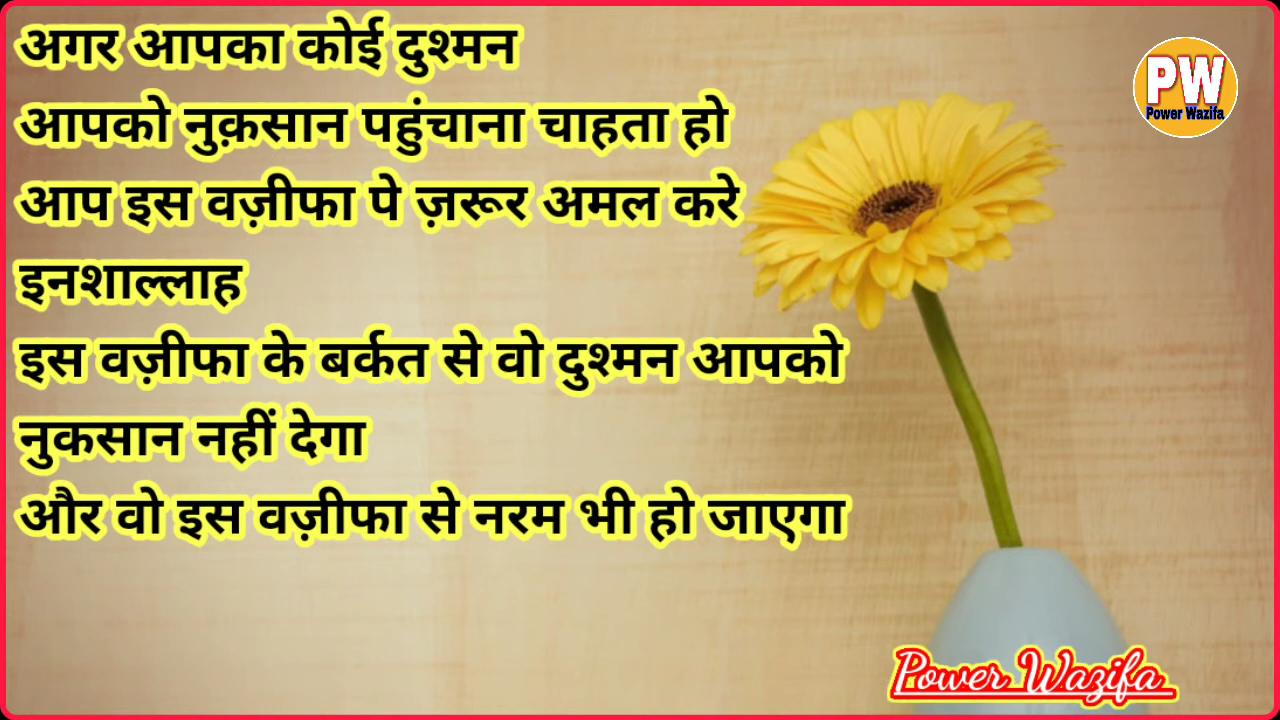 अगर आपका कोई दुश्मन
आपको नुक़सान पहुंचाना चाहता हो
आप इस वज़ीफा पे ज़रूर अमल करे
इनशाल्लाह
इस वज़ीफा के बर्कत से वो दुश्मन आपको
नुकसान नहीं देगा
और वो इस वज़ीफा से नरम भी हो जाएगा
PW
Power Wazifa
Power Wazifa